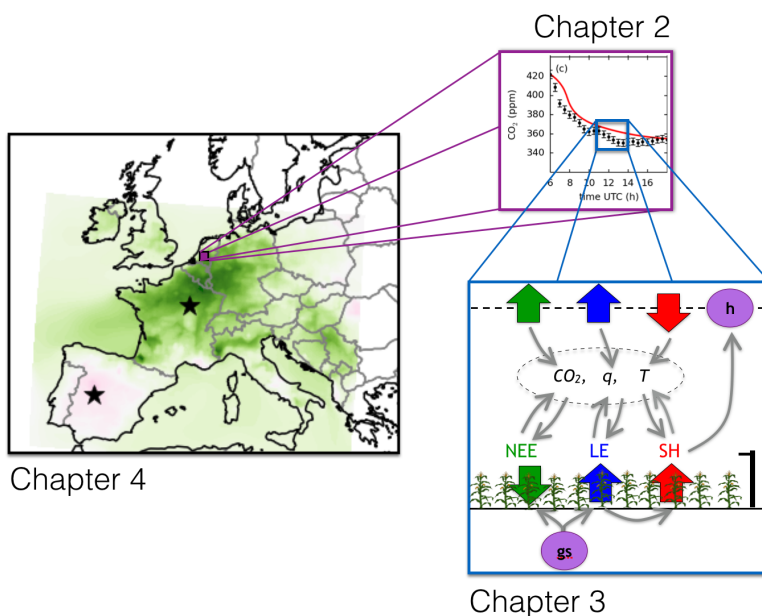 Chapter 2
(c)
420
400
380
360
340
CO₂ (ppm)
6 8 10 12 14 16
time UTC (h)
Chapter 4
h
CO₂, q, T
NEE LE SH
gs
Chapter 3